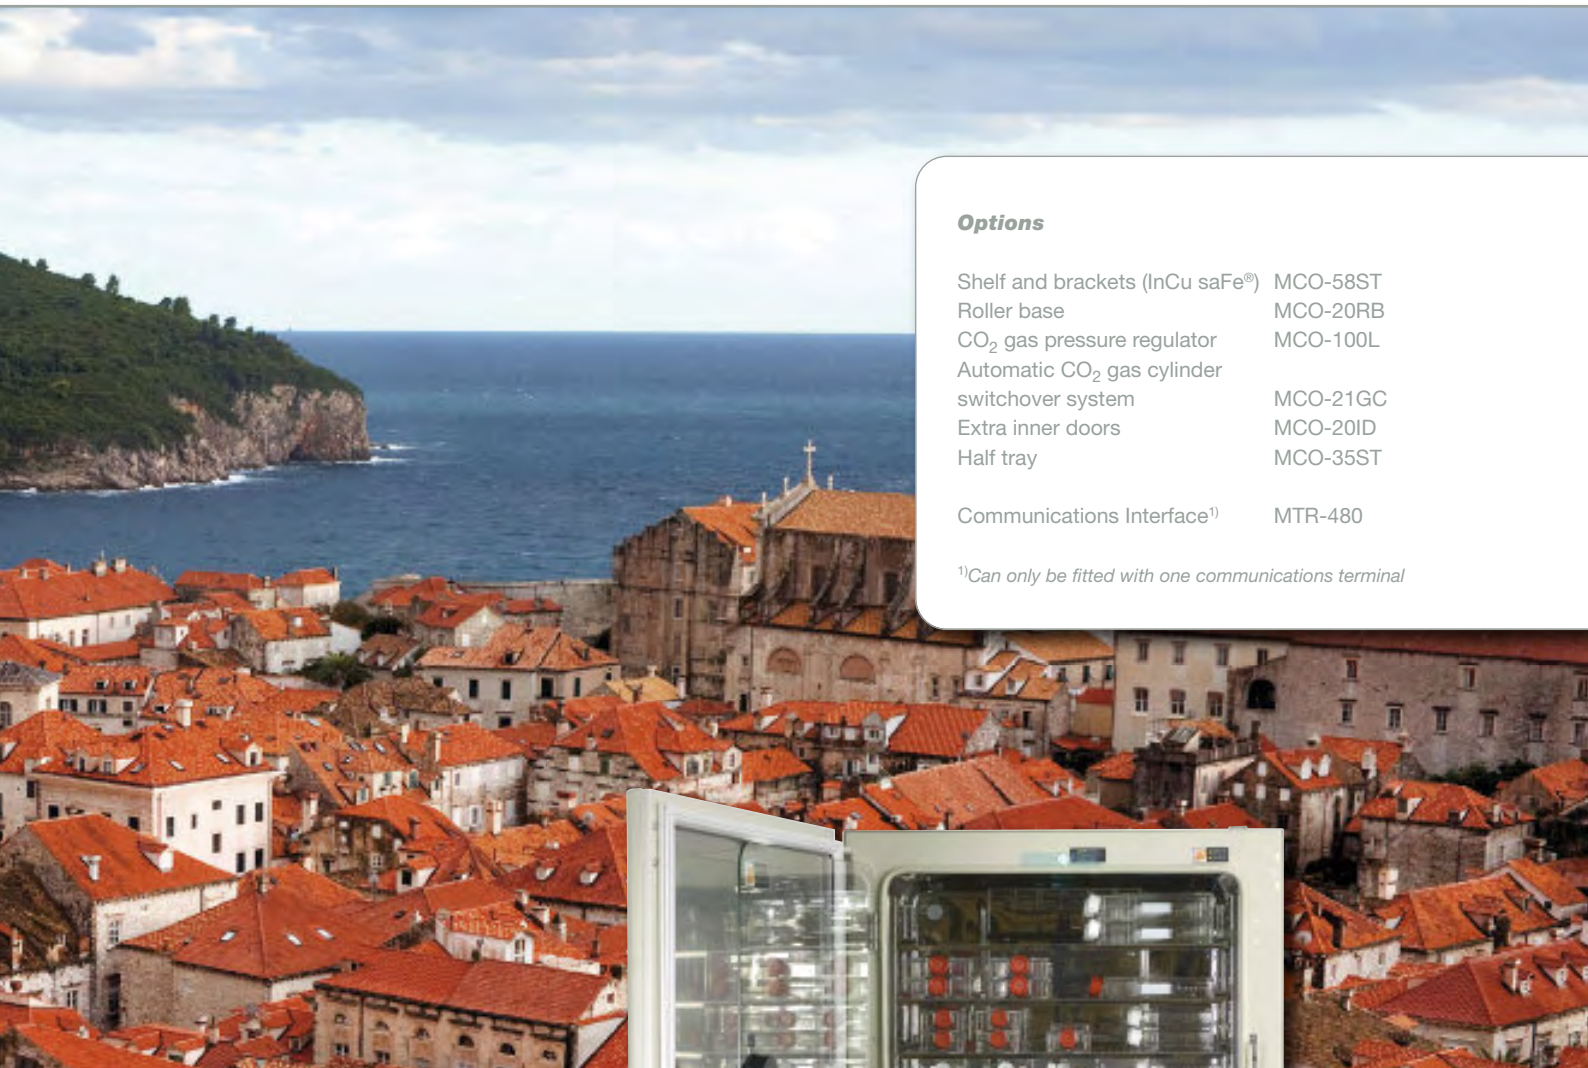 Options
Shelf and brackets (InCu saFe®) MCO-58ST
Roller base MCO-20RB
CO₂ gas pressure regulator MCO-100L
Automatic CO₂ gas cylinder
switchover system MCO-21GC
Extra inner doors MCO-20ID
Half tray MCO-35ST
Communications Interface¹⁾ MTR-480
¹⁾Can only be fitted with one communications terminal